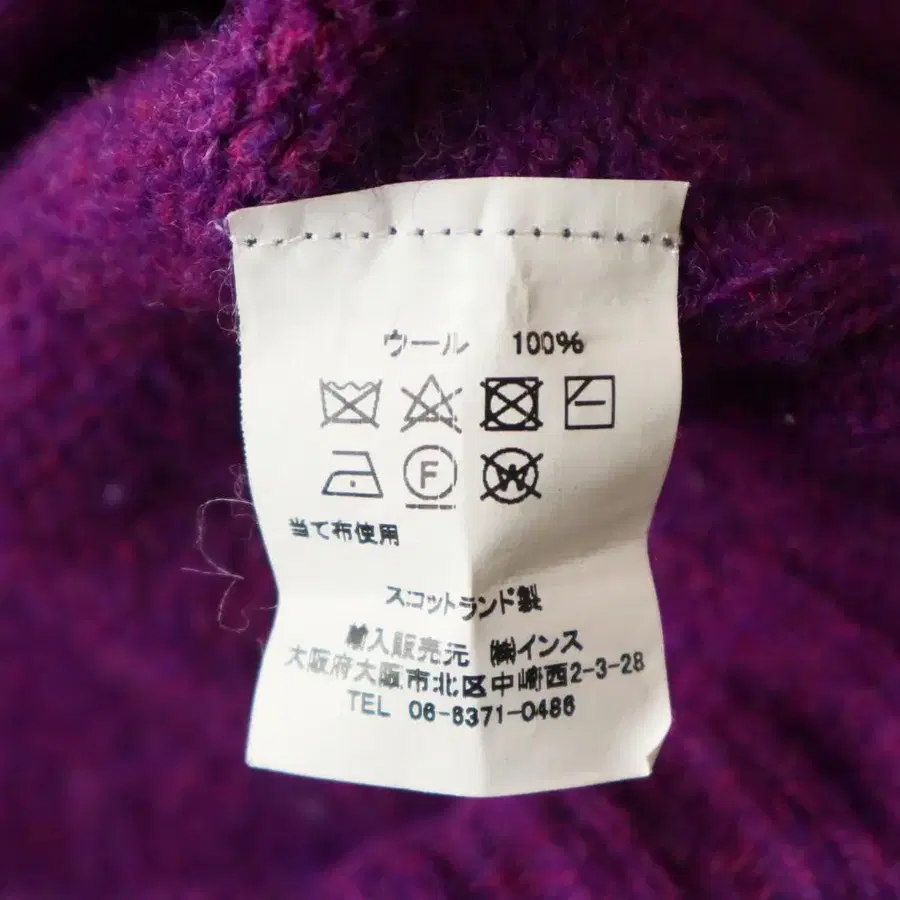 ウール 100%
F W
当て布使用
スコットランド製
輸入販売元 ㈱インス
大阪府大阪市北区中崎西2-3-28
TEL 06-6371-0486